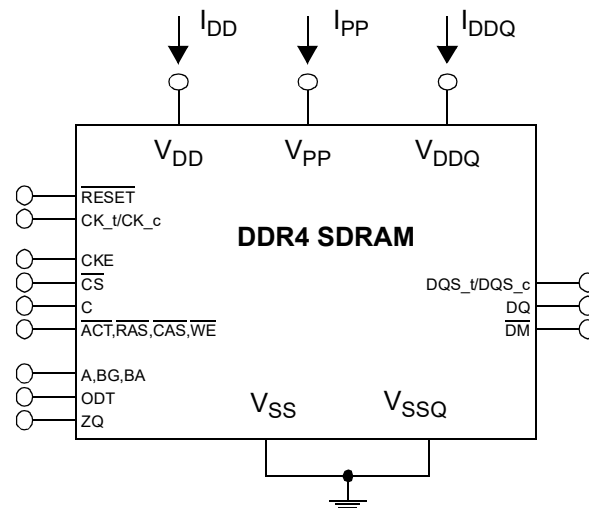 IDD IPP IDDQ
VDD VPP VDDQ
RESET
CK_t/CK_c
DDR4 SDRAM
CKE
CS
DQS_t/DQS_c
C
DQ
ACT,RAS,CAS,WE
DM
A,BG,BA
ODT
VSS VSSQ
ZQ